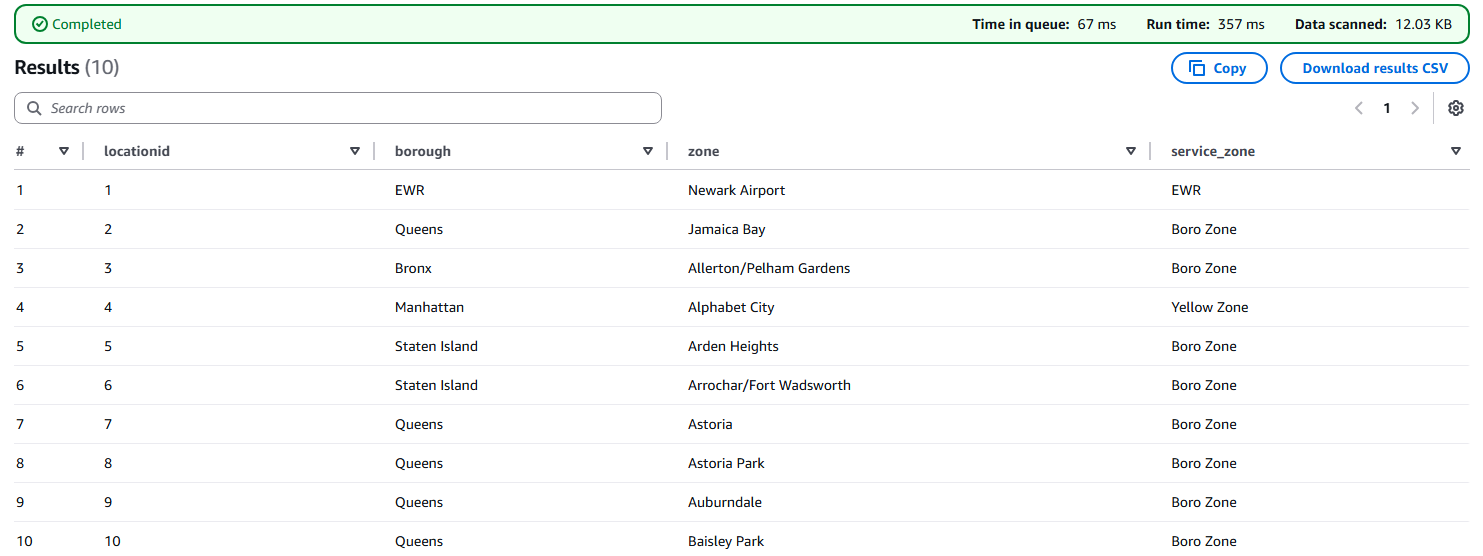 Completed Time in queue: 67 ms Run time: 357 ms Data scanned: 12.03 KB
Results (10) Copy Download results CSV
Search rows 1
# locationid borough zone service_zone
1 1 EWR Newark Airport EWR
2 2 Queens Jamaica Bay Boro Zone
3 3 Bronx Allerton/Pelham Gardens Boro Zone
4 4 Manhattan Alphabet City Yellow Zone
5 5 Staten Island Arden Heights Boro Zone
6 6 Staten Island Arrochar/Fort Wadsworth Boro Zone
7 7 Queens Astoria Boro Zone
8 8 Queens Astoria Park Boro Zone
9 9 Queens Auburndale Boro Zone
10 10 Queens Baisley Park Boro Zone